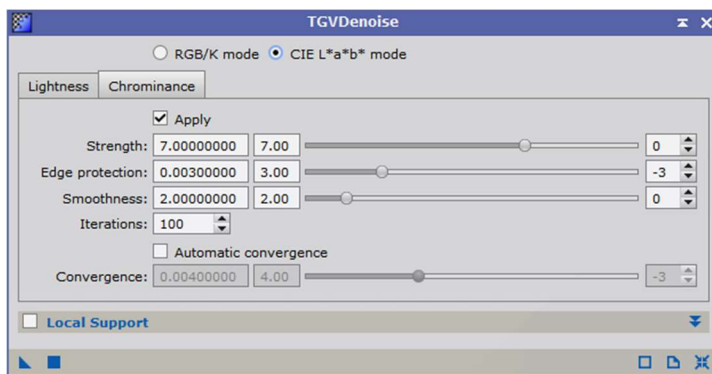 TGVDenoise
RGB/K mode CIE L*a*b* mode
Lightness Chrominance
Apply
Strength: 7.00000000 7.00 0
Edge protection: 0.00300000 3.00 -3
Smoothness: 2.00000000 2.00 0
Iterations: 100
Automatic convergence
Convergence: 0.00400000 4.00 -3
Local Support